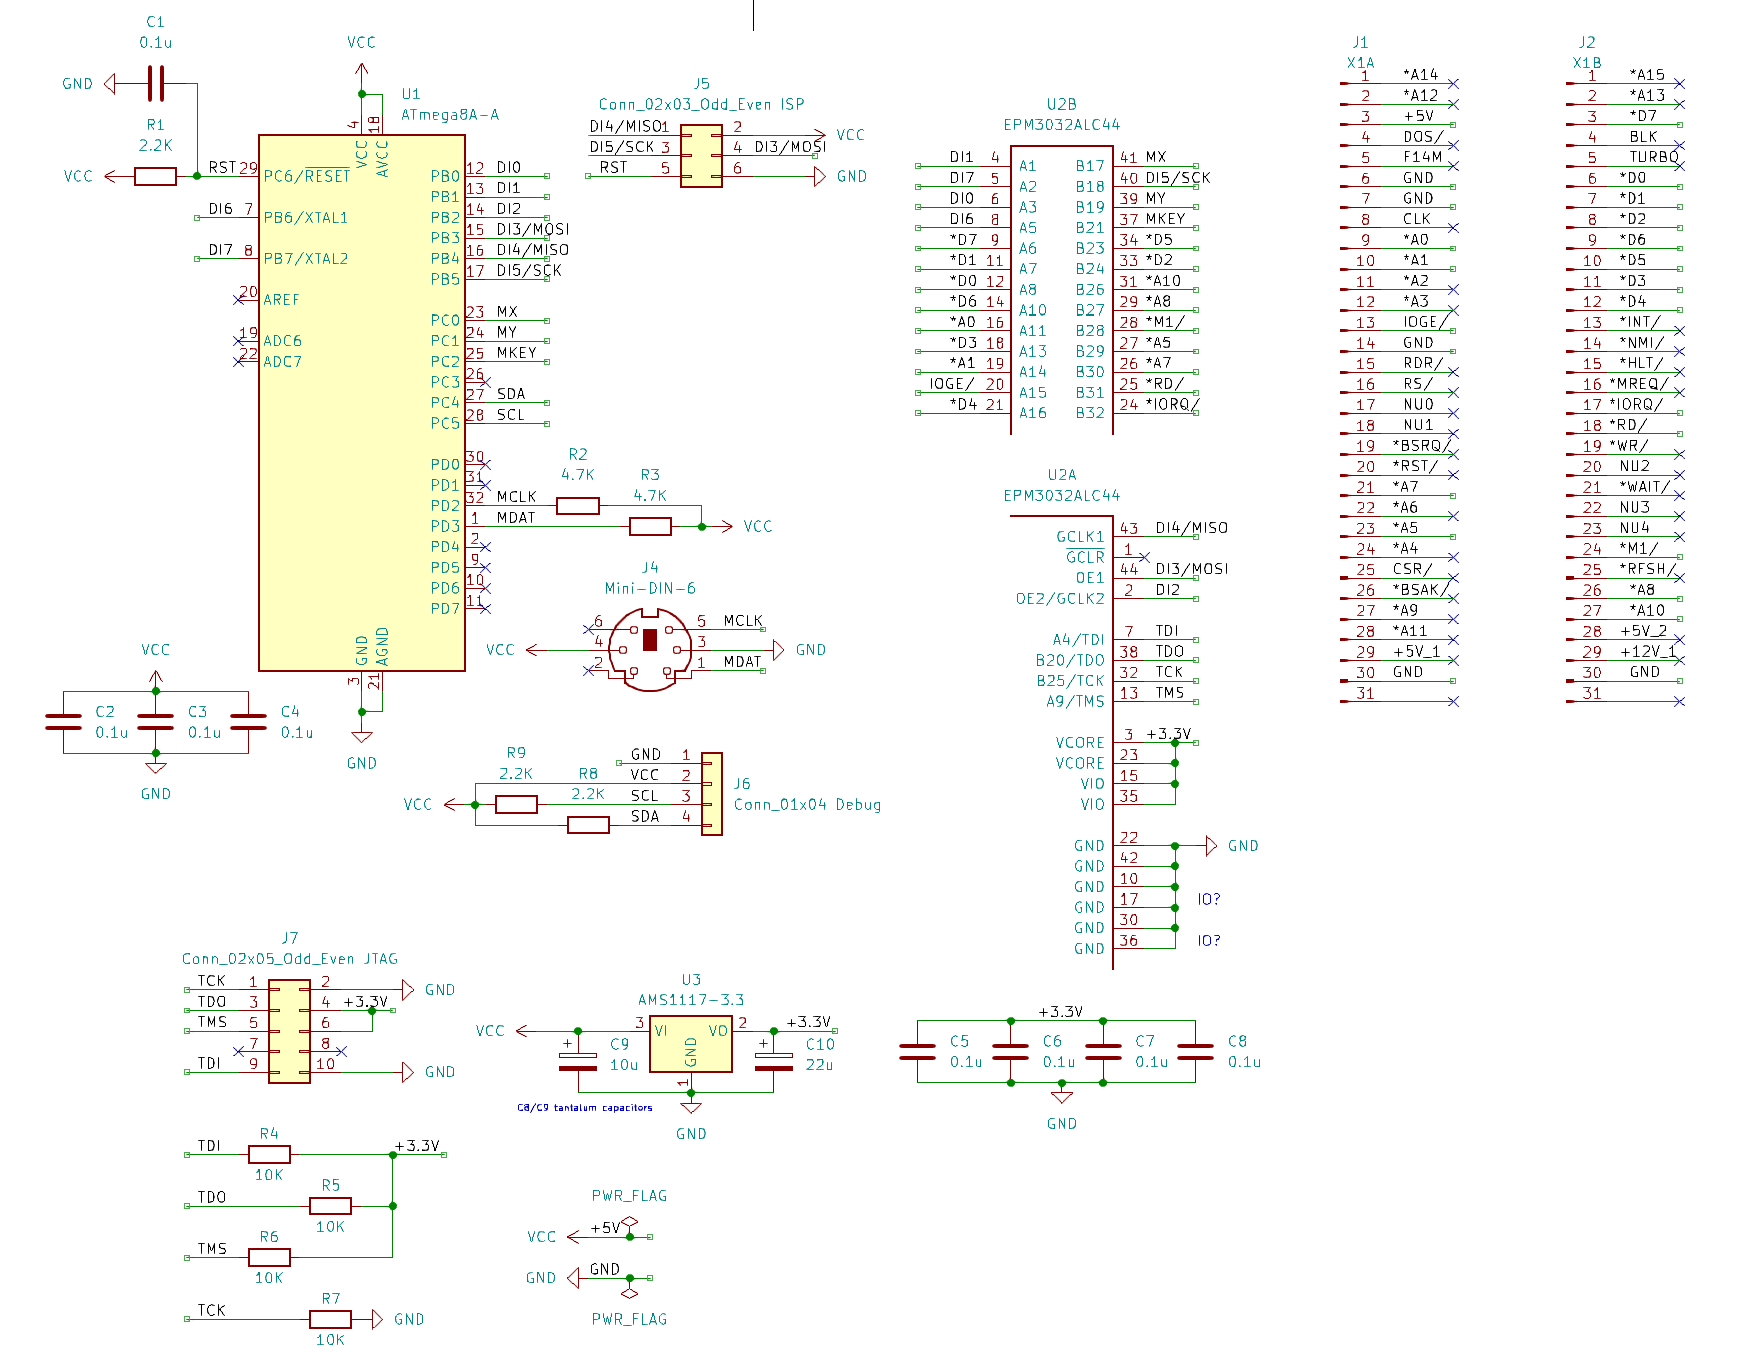 C1
0.1u
GND
R1
2.2K
VCC
VCC
U1
ATmega8A-A
4
VCC
18
AVCC
RST 29 PC6/RESET
DI6 7 PB6/XTAL1
DI7 8 PB7/XTAL2
20 AREF
19 ADC6
22 ADC7
PB0 12 DI0
PB1 13 DI1
PB2 14 DI2
PB3 15 DI3/MOSI
PB4 16 DI4/MISO
PB5 17 DI5/SCK
PC0 23 MX
PC1 24 MY
PC2 25 MKEY
PC3 26
PC4 27 SDA
PC5 28 SCL
PD0 30
PD1 31
PD2 32 MCLK
PD3 1 MDAT
PD4 2
PD5 9
PD6 10
PD7 11
GND
3
AGND
21
GND
R2
4.7K
R3
4.7K
VCC
J5
Conn_02x03_Odd_Even ISP
DI4/MISO 1 2 VCC
DI5/SCK 3 4 DI3/MOSI
RST 5 6 GND
J4
Mini-DIN-6
6 5 MCLK
VCC 4 3 GND
2 1 MDAT
VCC
C2
0.1u
C3
0.1u
C4
0.1u
GND
R9
2.2K
R8
2.2K
VCC
GND 1
VCC 2
SCL 3
SDA 4
J6
Conn_01x04 Debug
U2B
EPM3032ALC44
DI1 4 A1 B17 41 MX
DI7 5 A2 B18 40 DI5/SCK
DI0 6 A3 B19 39 MY
DI6 8 A5 B21 37 MKEY
*D7 9 A6 B23 34 *D5
*D1 11 A7 B24 33 *D2
*D0 12 A8 B26 31 *A10
*D6 14 A10 B27 29 *A8
*A0 16 A11 B28 28 *M1/
*D3 18 A13 B29 27 *A5
*A1 19 A14 B30 26 *A7
IOGE/ 20 A15 B31 25 *RD/
*D4 21 A16 B32 24 *IORQ/
U2A
EPM3032ALC44
GCLK1 43 DI4/MISO
GCLR 1
OE1 44 DI3/MOSI
OE2/GCLK2 2 DI2
A4/TDI 7 TDI
B20/TDO 38 TDO
B25/TCK 32 TCK
A9/TMS 13 TMS
VCORE 3 +3.3V
VCORE 23
VIO 15
VIO 35
GND 22 GND
GND 42
GND 10
GND 17 IO?
GND 30
GND 36 IO?
J1
X1A
1 *A14
2 *A12
3 +5V
4 DOS/
5 F14M
6 GND
7 GND
8 CLK
9 *A0
10 *A1
11 *A2
12 *A3
13 IOGE/
14 GND
15 RDR/
16 RS/
17 NU0
18 NU1
19 *BSRQ/
20 *RST/
21 *A7
22 *A6
23 *A5
24 *A4
25 CSR/
26 *BSAK/
27 *A9
28 *A11
29 +5V_1
30 GND
31
J2
X1B
1 *A15
2 *A13
3 *D7
4 BLK
5 TURBO
6 *D0
7 *D1
8 *D2
9 *D6
10 *D5
11 *D3
12 *D4
13 *INT/
14 *NMI/
15 *HLT/
16 *MREQ/
17 *IORQ/
18 *RD/
19 *WR/
20 NU2
21 *WAIT/
22 NU3
23 NU4
24 *M1/
25 *RFSH/
26 *A8
27 *A10
28 +5V_2
29 +12V_1
30 GND
31
J7
Conn_02x05_Odd_Even JTAG
TCK 1 2 GND
TDO 3 4 +3.3V
TMS 5 6
7 8
TDI 9 10 GND
U3
AMS1117-3.3
VCC 3 VI VO 2 +3.3V
GND
1
+ C9
10u
+ C10
22u
C8/C9 tantalum capacitors
GND
+3.3V
C5
0.1u
C6
0.1u
C7
0.1u
C8
0.1u
GND
TDI R4 +3.3V
10K
TDO R5
10K
TMS R6
10K
TCK R7 GND
10K
PWR_FLAG
VCC +5V
GND GND
PWR_FLAG